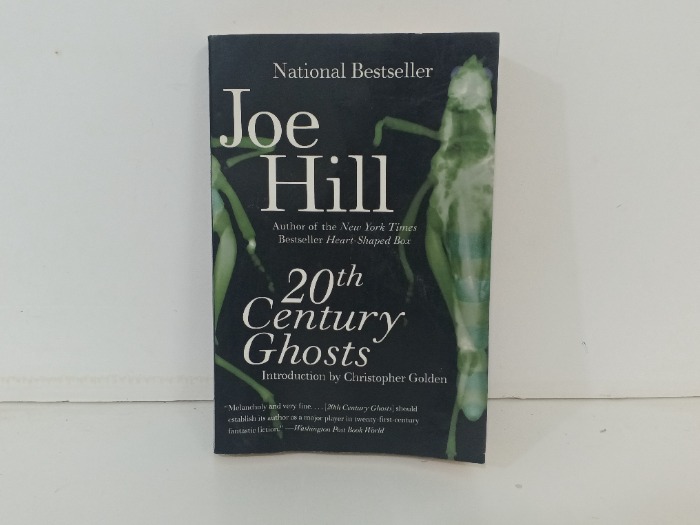 National Bestseller
Joe
Hill
Author of the New York Times
Bestseller Heart-Shaped Box
20th
Century
Ghosts
Introduction by Christopher Golden
"Melancholy and very fine. . . . [20th Century Ghosts] should
establish its author as a major player in twenty-first-century
fantastic fiction." —Washington Post Book World